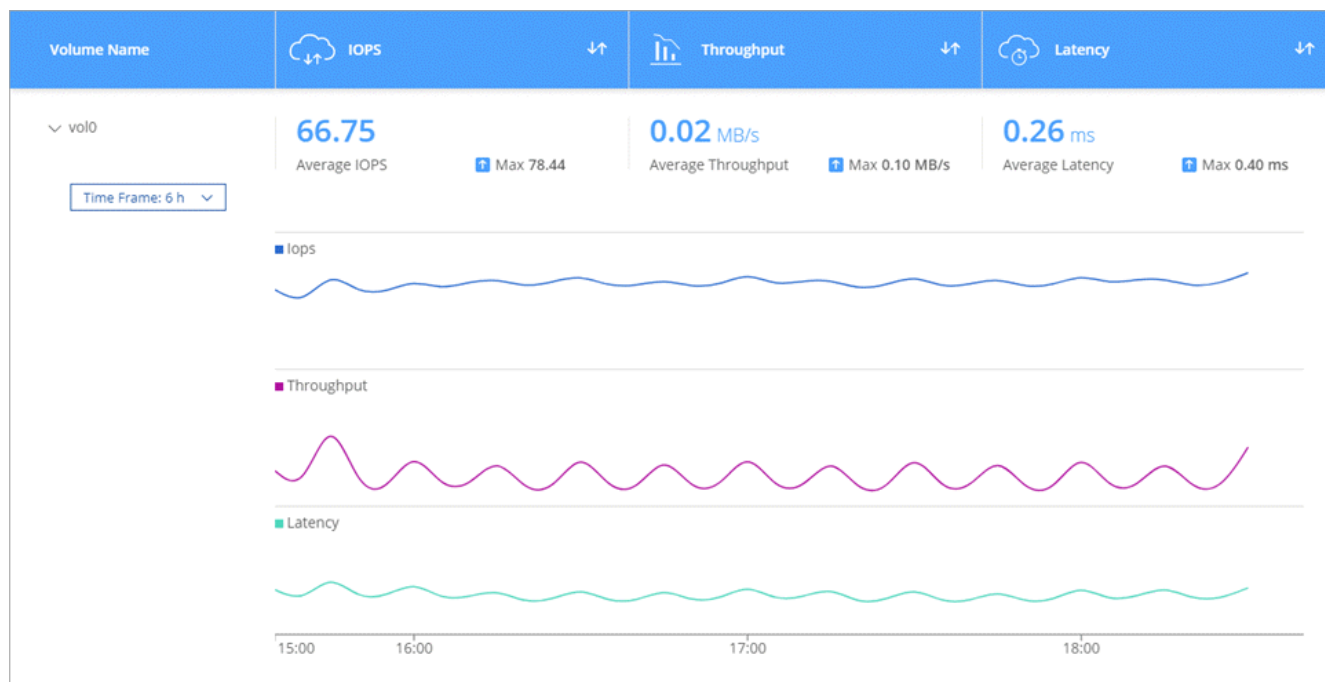 Volume Name IOPS Throughput Latency
vol0 66.75 0.02 MB/s 0.26 ms
Average IOPS Max 78.44 Average Throughput Max 0.10 MB/s Average Latency Max 0.40 ms
Time Frame: 6 h
Iops
Throughput
Latency
15:00 16:00 17:00 18:00